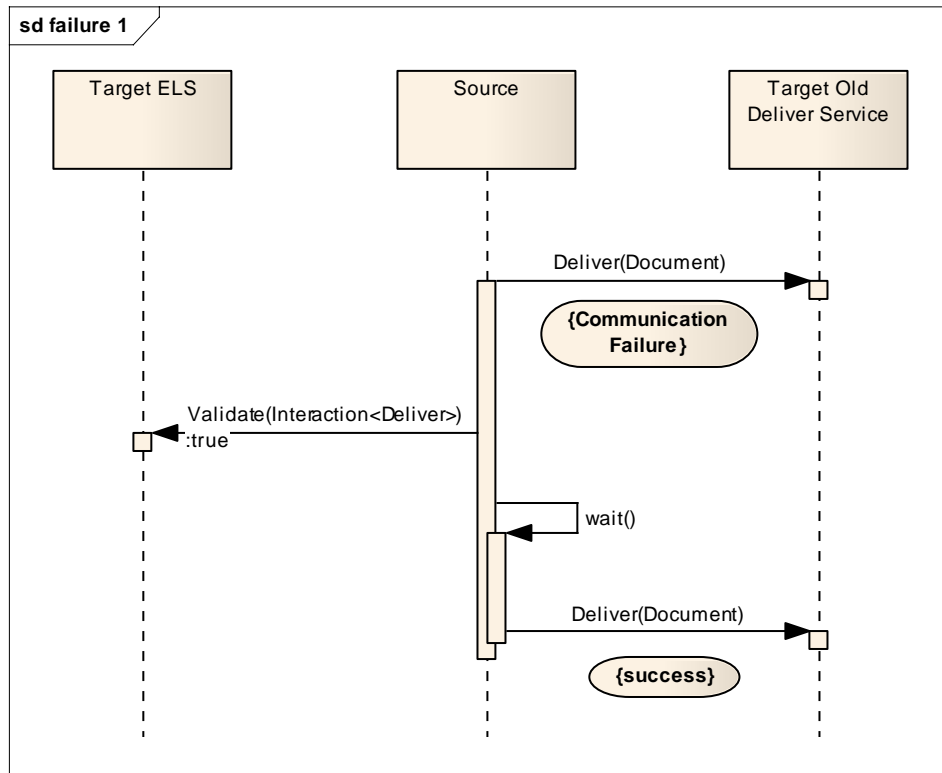 sd failure 1
Target ELS
Source
Target Old
Deliver Service
Deliver(Document)
{Communication
Failure}
Validate(Interaction<Deliver>)
:true
wait()
Deliver(Document)
{success}